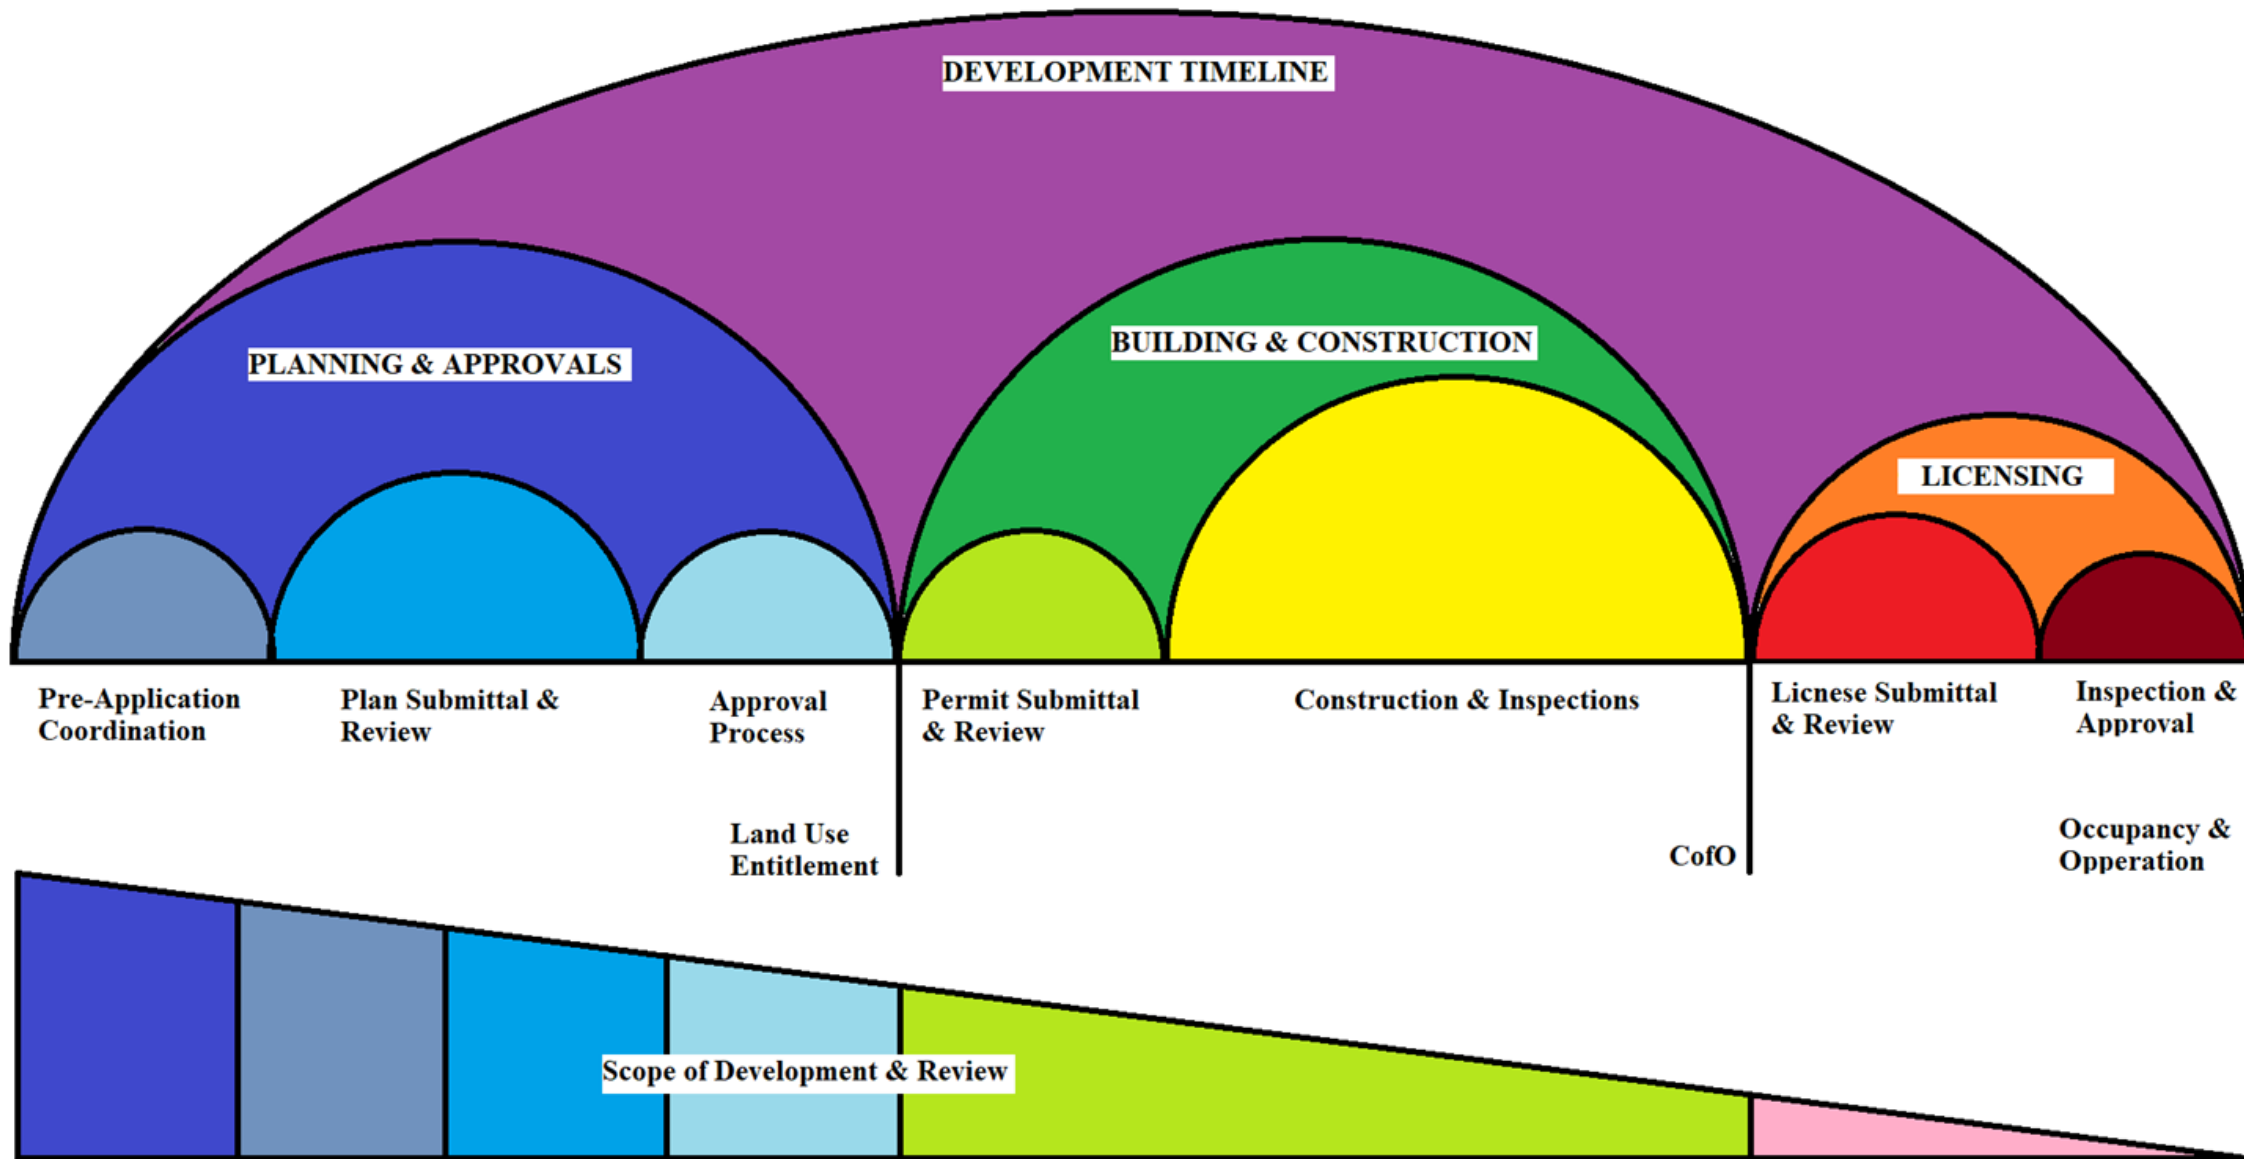 DEVELOPMENT TIMELINE
PLANNING & APPROVALS
BUILDING & CONSTRUCTION
LICENSING
Pre-Application
Coordination
Plan Submittal &
Review
Approval
Process
Permit Submittal
& Review
Construction & Inspections
Licnese Submittal
& Review
Inspection &
Approval
Land Use
Entitlement
CofO
Occupancy &
Opperation
Scope of Development & Review